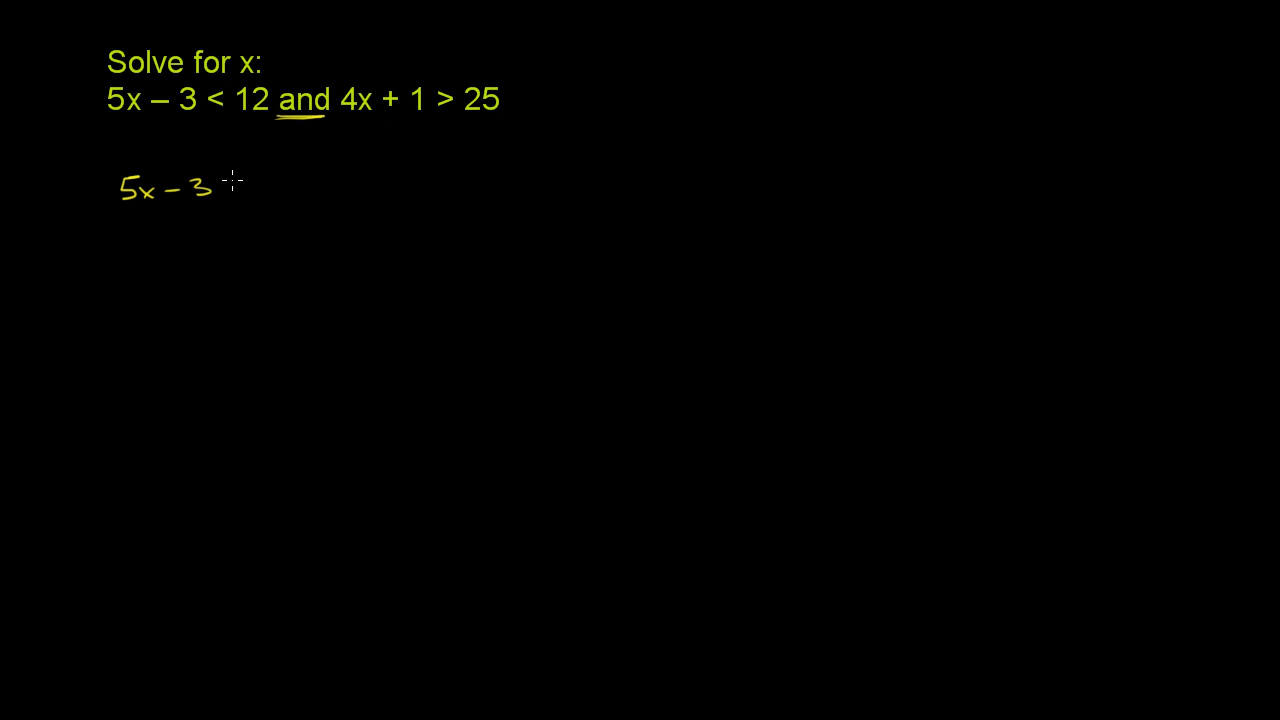 Solve for x:
5x – 3 < 12 and 4x + 1 > 25
5x – 3